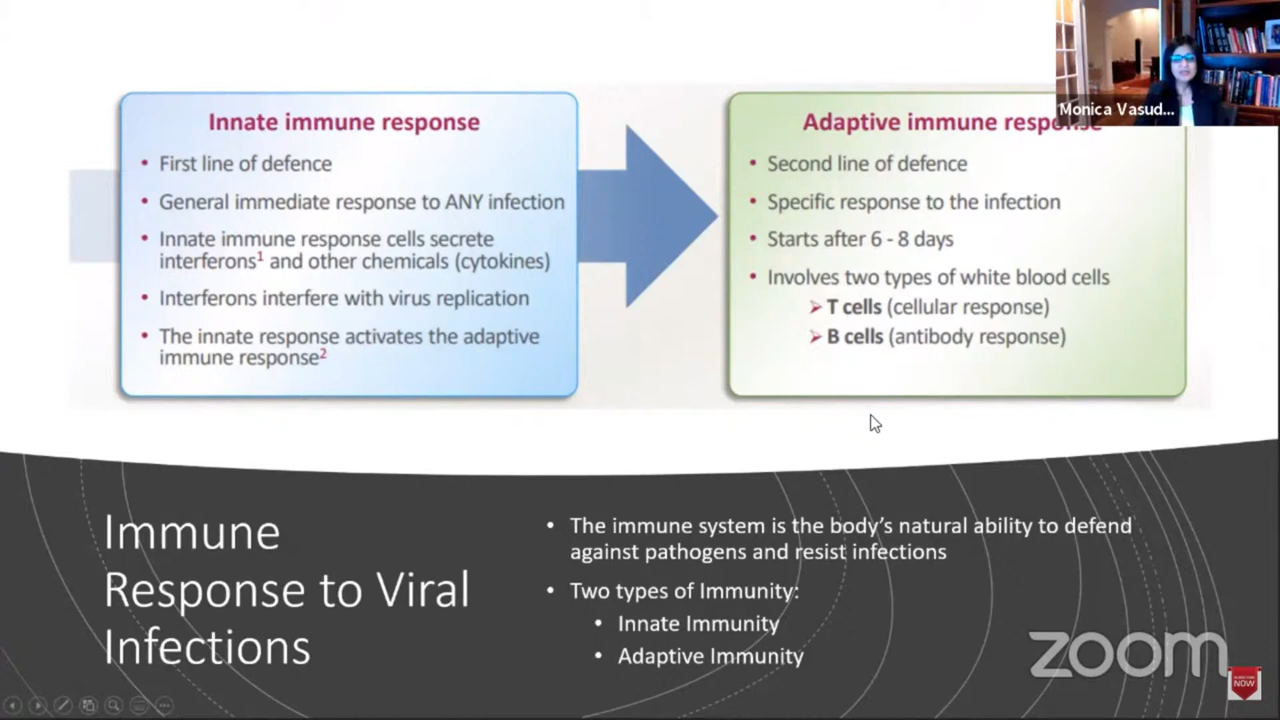 Innate immune response
• First line of defence
• General immediate response to ANY infection
• Innate immune response cells secrete
interferons1 and other chemicals (cytokines)
• Interferons interfere with virus replication
• The innate response activates the adaptive
immune response2
Adaptive immune response
• Second line of defence
• Specific response to the infection
• Starts after 6 - 8 days
• Involves two types of white blood cells
➢ T cells (cellular response)
➢ B cells (antibody response)
Monica Vasud...
Immune
Response to Viral
Infections
• The immune system is the body's natural ability to defend
against pathogens and resist infections
• Two types of Immunity:
• Innate Immunity
• Adaptive Immunity
zoom
SUBSCRIBE
NOW